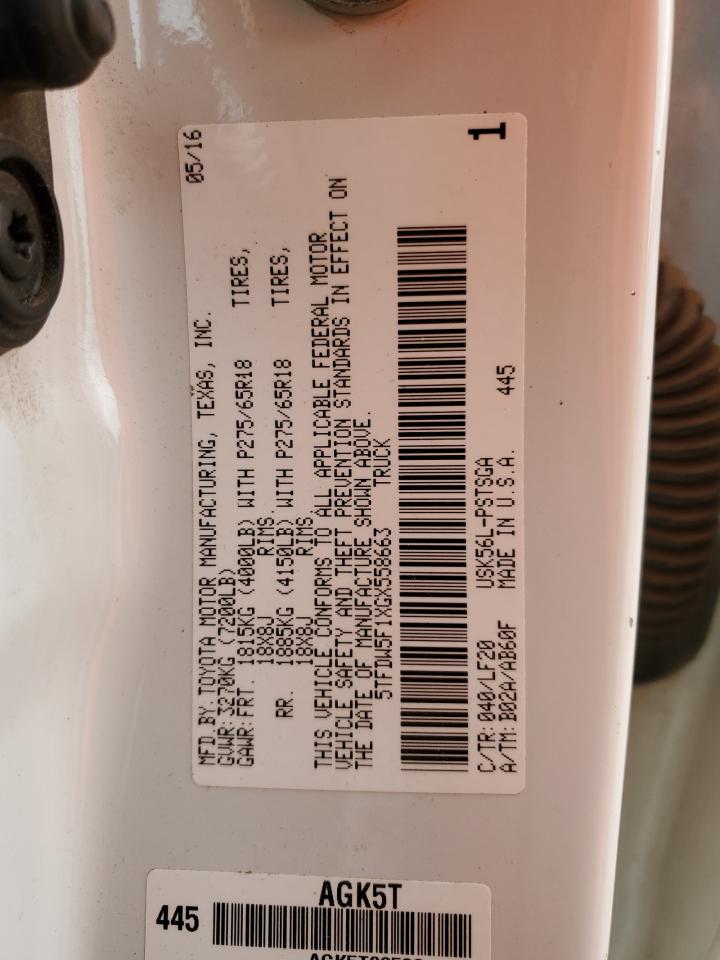 MFD.BY: TOYOTA MOTOR MANUFACTURING, TEXAS, INC. 05/16
GVWR: 3270KG (7200LB)
GAWR: FRT. 1815KG (4000LB) WITH P275/65R18 TIRES,
18X8J RIMS.
RR. 1885KG (4150LB) WITH P275/65R18 TIRES,
18X8J RIMS.
THIS VEHICLE CONFORMS TO ALL APPLICABLE FEDERAL MOTOR
VEHICLE SAFETY AND THEFT PREVENTION STANDARDS IN EFFECT ON
THE DATE OF MANUFACTURE SHOWN ABOVE.
5TFDW5F1XGX558663 TRUCK
C/TR: 040/LF20 USK56L-PSTSGA 445
A/TM: B02A/AB60F MADE IN U.S.A.
1
AGK5T
445